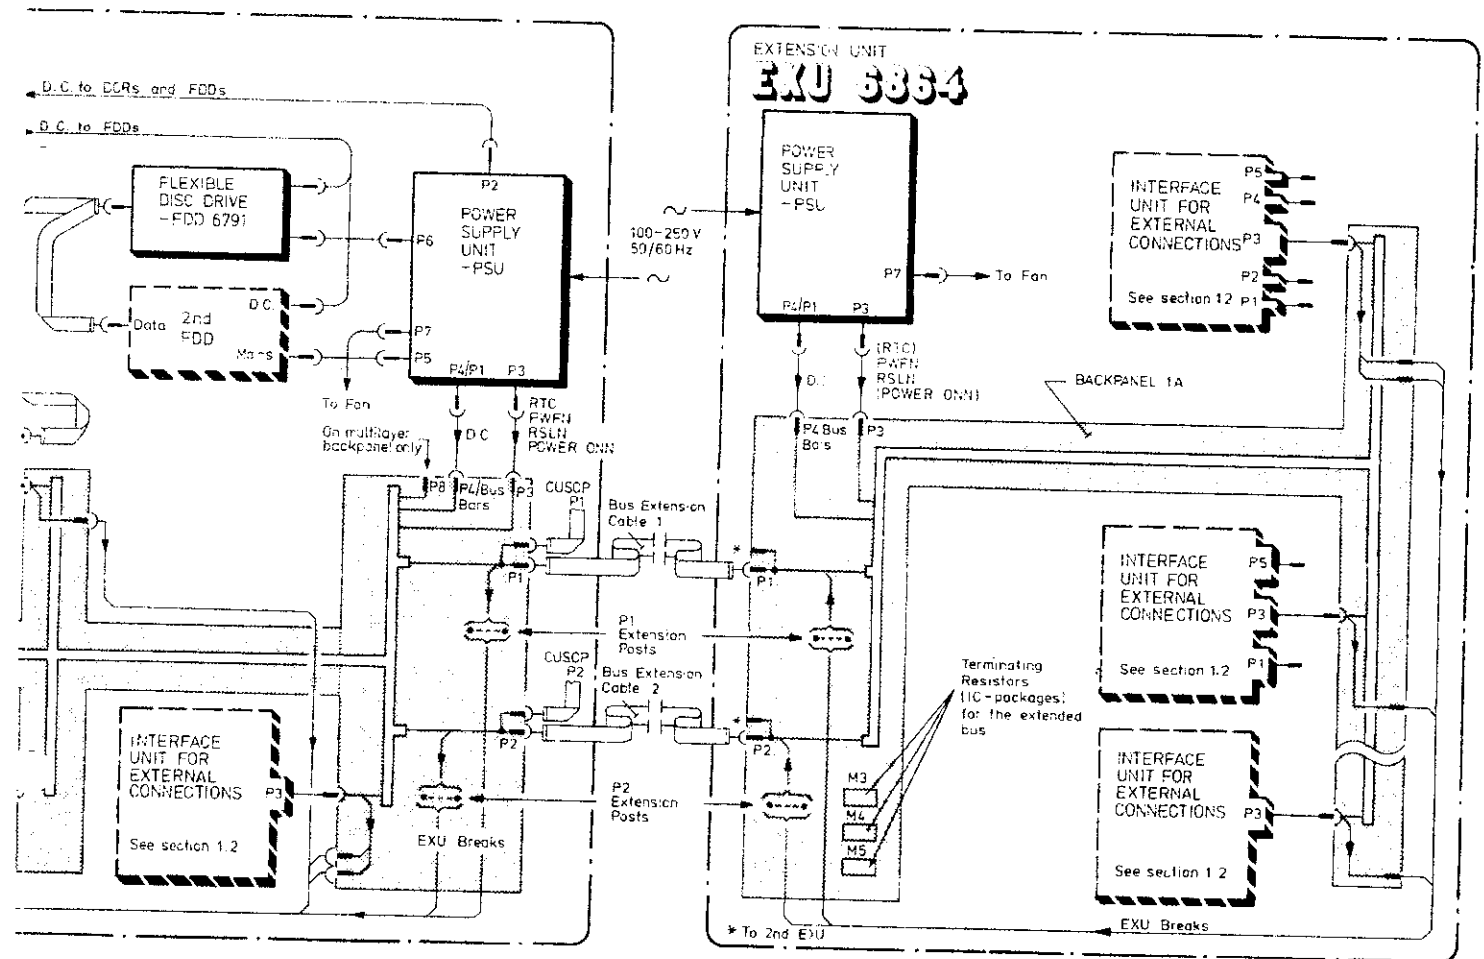 D.C. to DCRs and FDDs
D.C. to FDDs
FLEXIBLE
DISC DRIVE
-FDD 6791
P2
POWER
SUPPLY
UNIT
-PSU
P6
D.C.
Data
2nd
FDD
Mains
P7
P5
P4/P1
P3
To Fan
On multilayer
backpanel only
D.C
RTC
PWFN
RSLN
POWER ONN
P8
P4/Bus
Bars
P3
CUSCP
P1
P1
Bus Extension
Cable 1
P1
Extension
Posts
CUSCP
P2
P2
Bus Extension
Cable 2
P2
Extension
Posts
EXU Breaks
INTERFACE
UNIT FOR
EXTERNAL
CONNECTIONS
P3
See section 1.2
100-250 V
50/60 Hz
EXTENSION UNIT
EXU 6864
POWER
SUPPLY
UNIT
-PSU
P7
To Fan
P4/P1
P3
D.C
(RTC)
PWFN
RSLN
(POWER ONN)
P4 Bus
Bars
P3
BACKPANEL 1A
INTERFACE
UNIT FOR
EXTERNAL
CONNECTIONS
See section 1.2
P5
P4
P3
P2
P1
*
P1
*
P2
Terminating
Resistors
(IC-packages)
for the extended
bus
M3
M4
M5
INTERFACE
UNIT FOR
EXTERNAL
CONNECTIONS
See section 1.2
P5
P3
P1
INTERFACE
UNIT FOR
EXTERNAL
CONNECTIONS
P3
See section 1.2
* To 2nd EXU
EXU Breaks